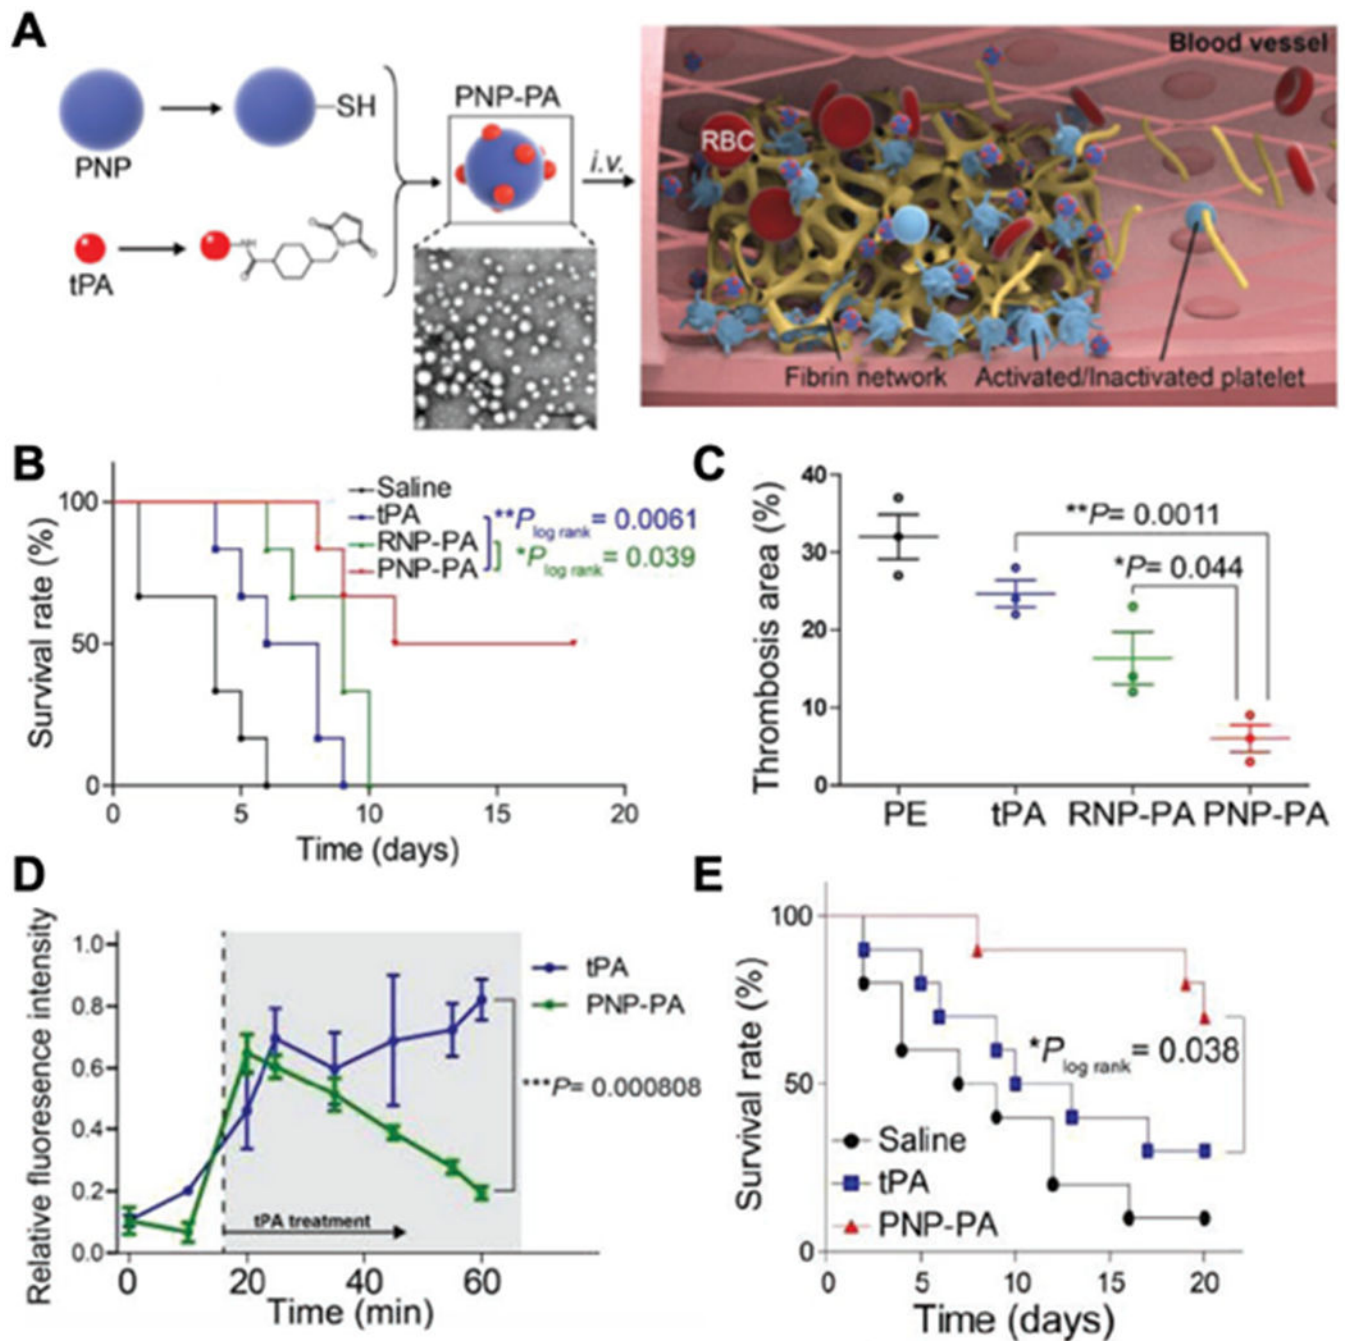 A
PNP
SH
tPA
NH
O
O
N
O
PNP-PA
i.v.
Blood vessel
RBC
Fibrin network
Activated/Inactivated platelet
B
Survival rate (%)
100
50
0
0 5 10 15 20
Time (days)
Saline
tPA
RNP-PA
PNP-PA
**P log rank = 0.0061
*P log rank = 0.039
C
Thrombosis area (%)
40
30
20
10
0
**P= 0.0011
*P= 0.044
PE tPA RNP-PA PNP-PA
D
Relative fluoresence intensity
1.0
0.8
0.6
0.4
0.2
0.0
0 20 40 60
Time (min)
tPA treatment
tPA
PNP-PA
***P= 0.000808
E
Survival rate (%)
100
50
0
0 5 10 15 20
Time (days)
*P log rank = 0.038
Saline
tPA
PNP-PA